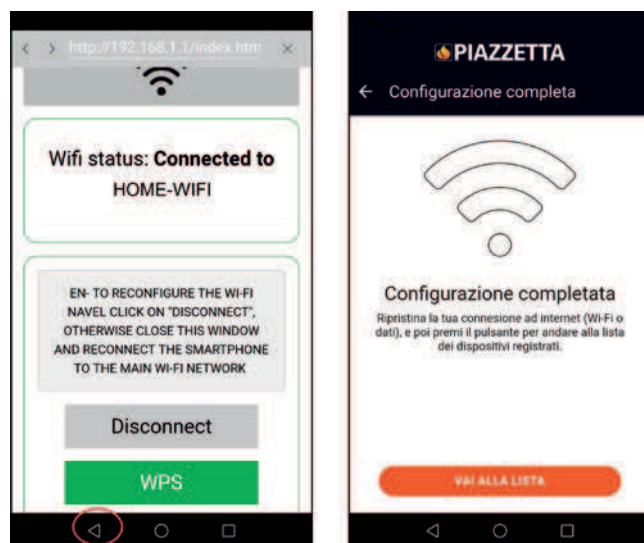 http://192.168.1.1/index.htm
Wifi status: Connected to
HOME-WIFI
EN- TO RECONFIGURE THE WI-FI
NAVEL CLICK ON "DISCONNECT",
OTHERWISE CLOSE THIS WINDOW
AND RECONNECT THE SMARTPHONE
TO THE MAIN WI-FI NETWORK
Disconnect
WPS
PIAZZETTA
Configurazione completa
Configurazione completata
Ripristina la tua connesione ad internet (Wi-Fi o
dati), e poi premi il pulsante per andare alla lista
dei dispositivi registrati.
VAI ALLA LISTA